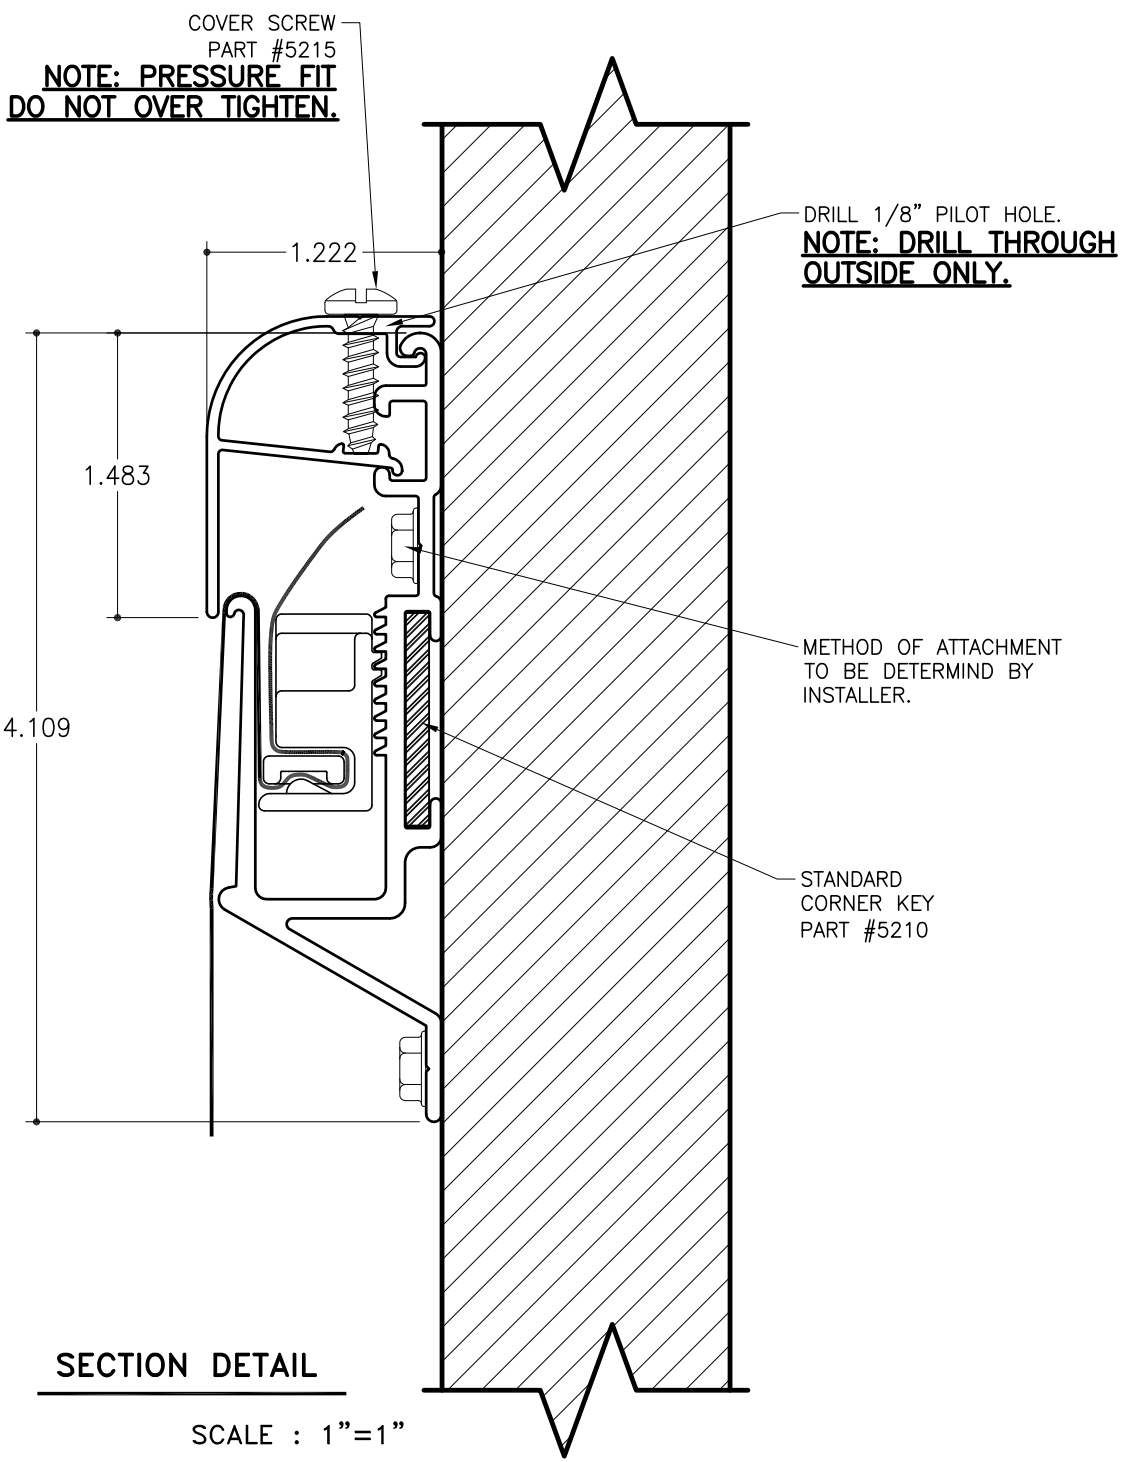 COVER SCREW
PART #5215
NOTE: PRESSURE FIT
DO NOT OVER TIGHTEN.
DRILL 1/8” PILOT HOLE.
NOTE: DRILL THROUGH
OUTSIDE ONLY.
1.222
1.483
METHOD OF ATTACHMENT
TO BE DETERMIND BY
INSTALLER.
4.109
STANDARD
CORNER KEY
PART #5210
SECTION DETAIL
SCALE : 1”=1”